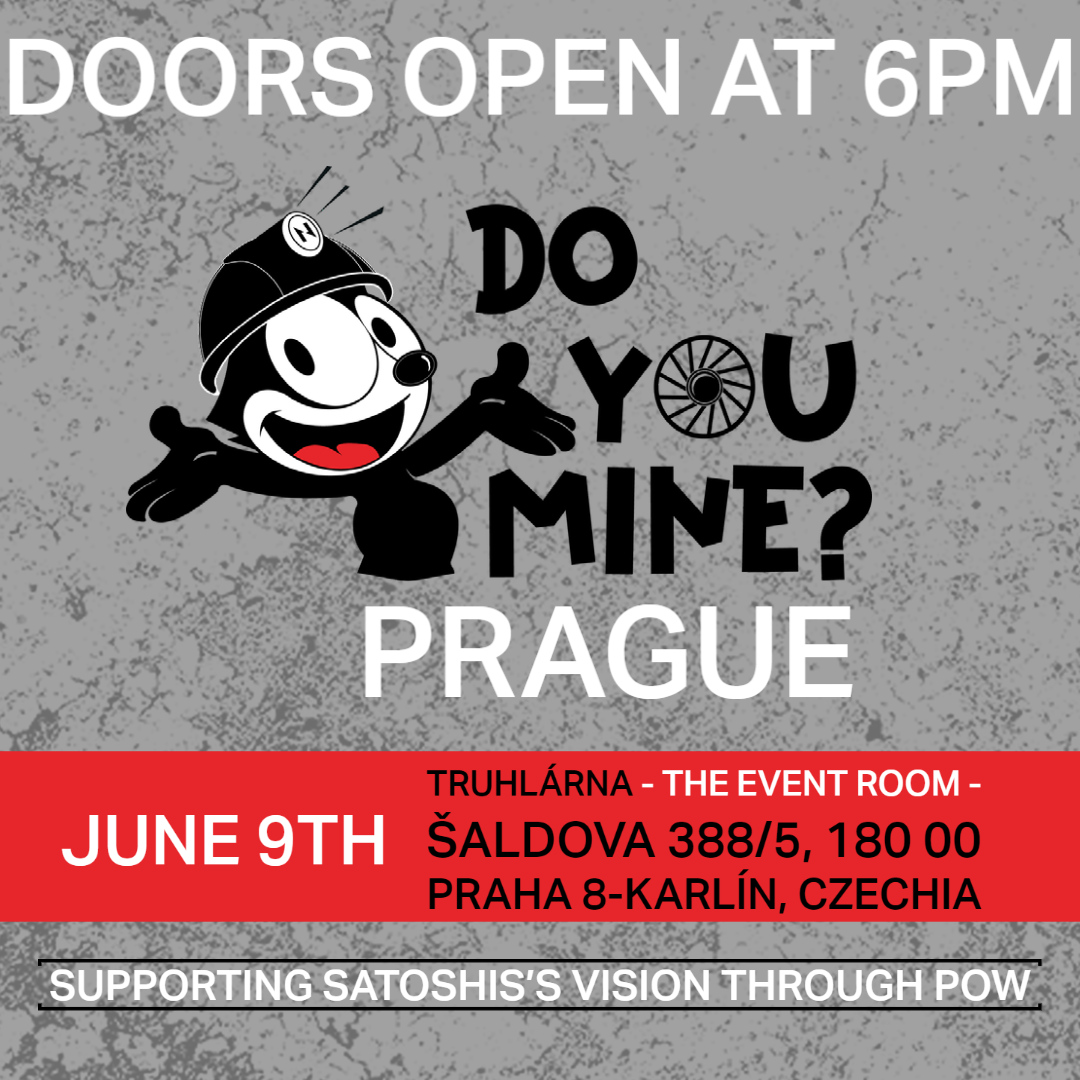 DOORS OPEN AT 6PM
N
DO
YOU
MINE?
PRAGUE
JUNE 9TH
TRUHLÁRNA - THE EVENT ROOM -
ŠALDOVA 388/5, 180 00
PRAHA 8-KARLÍN, CZECHIA
SUPPORTING SATOSHIS'S VISION THROUGH POW